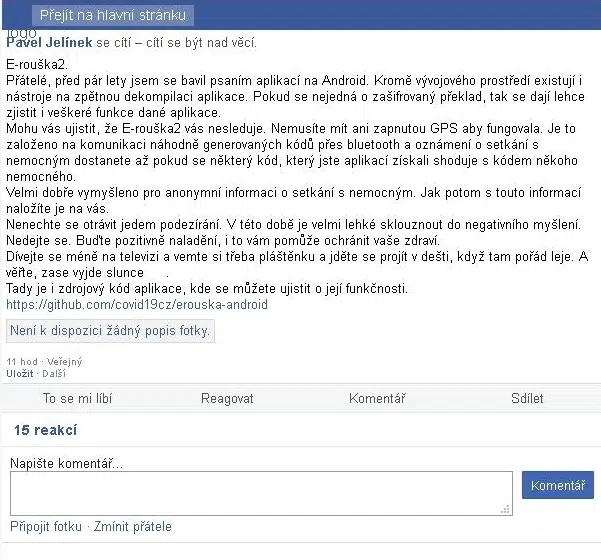 Přejít na hlavní stránku
logo
Pavel Jelínek se cítí – cítí se být nad věcí.
E-rouška2.
Přátelé, před pár lety jsem se bavil psaním aplikací na Android. Kromě vývojového prostředí existují i
nástroje na zpětnou dekompilaci aplikace. Pokud se nejedná o zašifrovaný překlad, tak se dají lehce
zjistit i veškeré funkce dané aplikace.
Mohu vás ujistit, že E-rouška2 vás nesleduje. Nemusíte mít ani zapnutou GPS aby fungovala. Je to
založeno na komunikaci náhodně generovaných kódů přes bluetooth a oznámení o setkání s
nemocným dostanete až pokud se některý kód, který jste aplikací získali shoduje s kódem někoho
nemocného.
Velmi dobře vymyšleno pro anonymní informaci o setkání s nemocným. Jak potom s touto informací
naložíte je na vás.
Nenechte se otrávit jedem podezírání. V této době je velmi lehké sklouznout do negativního myšlení.
Nedejte se. Buďte pozitivně naladění, i to vám pomůže ochránit vaše zdraví.
Dívejte se méně na televizi a vemte si třeba pláštěnku a jděte se projít v dešti, když tam pořád leje. A
věřte, zase vyjde slunce .
Tady je i zdrojový kód aplikace, kde se můžete ujistit o její funkčnosti.
https://github.com/covid19cz/erouska-android
Není k dispozici žádný popis fotky.
11 hod · Veřejný
Uložit · Další
To se mi líbí Reagovat Komentář Sdílet
15 reakcí
Napište komentář...
Komentář
Připojit fotku · Zmínit přátele